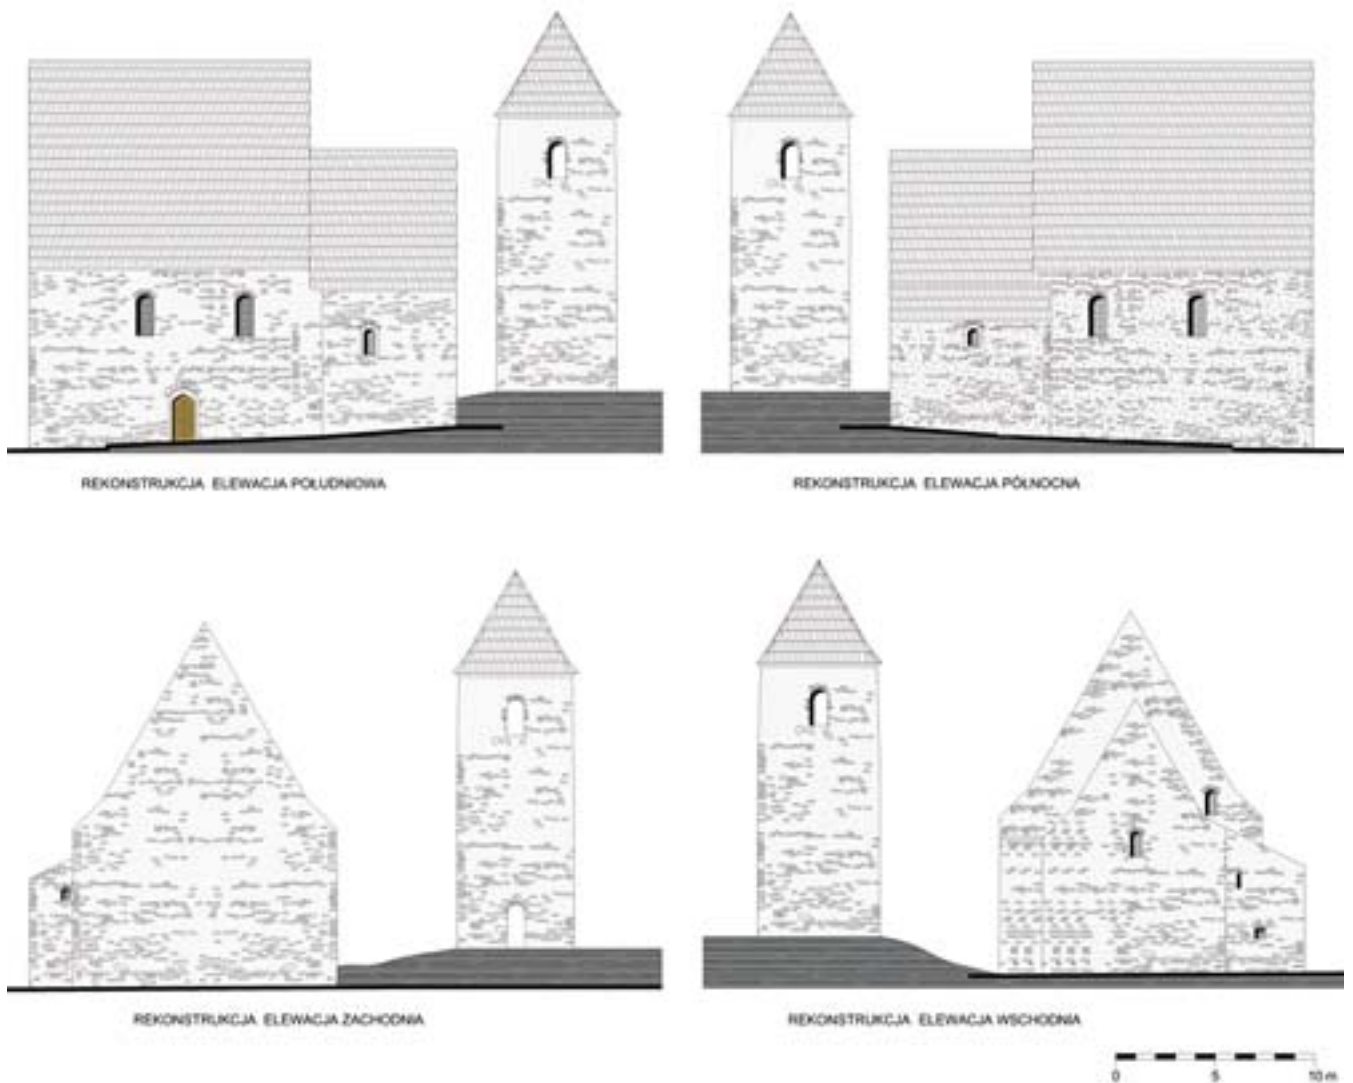 REKONSTRUKCJA ELEWACJA POŁUDNIOWA
REKONSTRUKCJA ELEWACJA PÓŁNOCNA
REKONSTRUKCJA ELEWACJA ZACHODNIA
REKONSTRUKCJA ELEWACJA WSCHODNIA
0 5 10 m